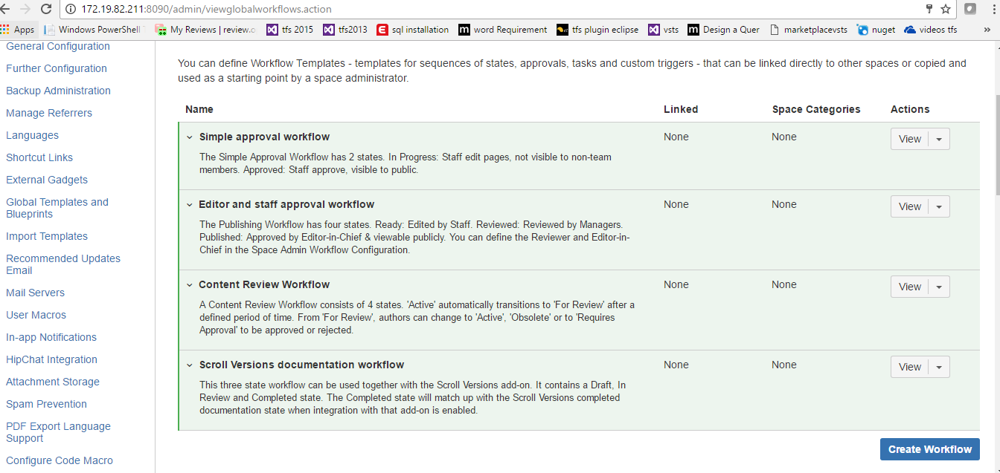 172.19.82.211:8090/admin/viewglobalworkflows.action
Apps Windows PowerShell My Reviews | review.o tfs 2015 tfs2013 sql installation word Requirement tfs plugin eclipse vsts Design a Quer marketplacevsts nuget videos tfs »
General Configuration
Further Configuration
Backup Administration
Manage Referrers
Languages
Shortcut Links
External Gadgets
Global Templates and
Blueprints
Import Templates
Recommended Updates
Email
Mail Servers
User Macros
In-app Notifications
HipChat Integration
Attachment Storage
Spam Prevention
PDF Export Language
Support
Configure Code Macro
You can define Workflow Templates - templates for sequences of states, approvals, tasks and custom triggers - that can be linked directly to other spaces or copied and
used as a starting point by a space administrator.
Name Linked Space Categories Actions
Simple approval workflow None None View
The Simple Approval Workflow has 2 states. In Progress: Staff edit pages, not visible to non-team
members. Approved: Staff approve, visible to public.
Editor and staff approval workflow None None View
The Publishing Workflow has four states. Ready: Edited by Staff. Reviewed: Reviewed by Managers.
Published: Approved by Editor-in-Chief & viewable publicly. You can define the Reviewer and Editor-in-
Chief in the Space Admin Workflow Configuration.
Content Review Workflow None None View
A Content Review Workflow consists of 4 states. 'Active' automatically transitions to 'For Review' after a
defined period of time. From 'For Review', authors can change to 'Active', 'Obsolete' or to 'Requires
Approval' to be approved or rejected.
Scroll Versions documentation workflow None None View
This three state workflow can be used together with the Scroll Versions add-on. It contains a Draft, In
Review and Completed state. The Completed state will match up with the Scroll Versions completed
documentation state when integration with that add-on is enabled.
Create Workflow